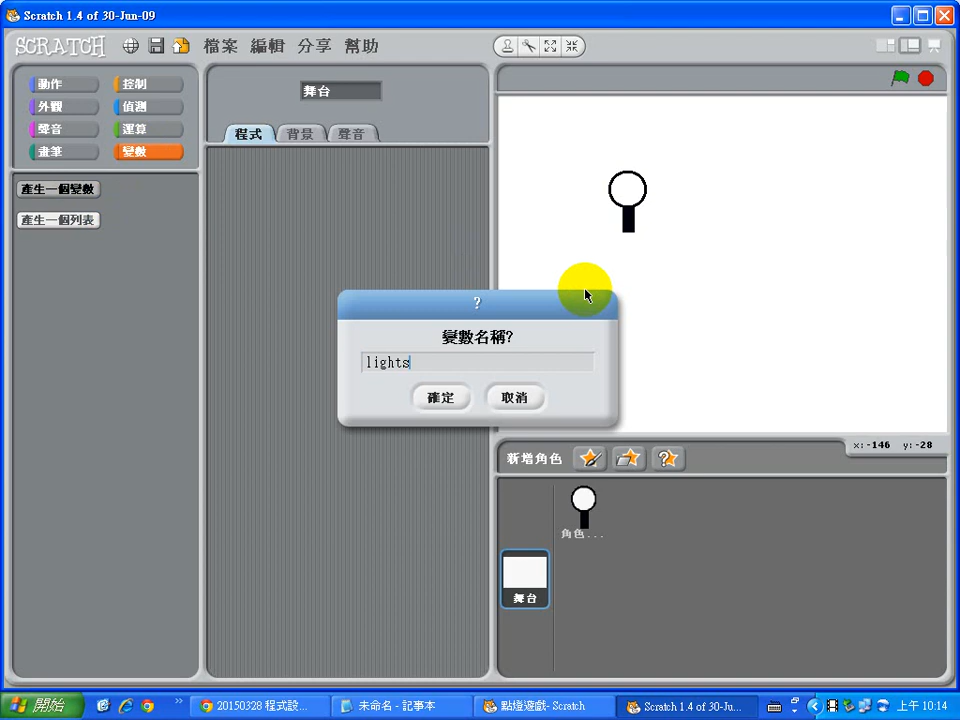 Scratch 1.4 of 30-Jun-09
SCRATCH 檔案 編輯 分享 幫助
動作 控制
外觀 偵測
聲音 運算
畫筆 變數
產生一個變數
產生一個列表
舞台
程式 背景 聲音
?
變數名稱?
lights
確定 取消
x:-146 y:-28
新增角色
角色...
舞台
開始 20150328 程式設... 未命名 - 記事本 點燈遊戲- Scratch Scratch 1.4 of 30-Ju... 上午 10:14